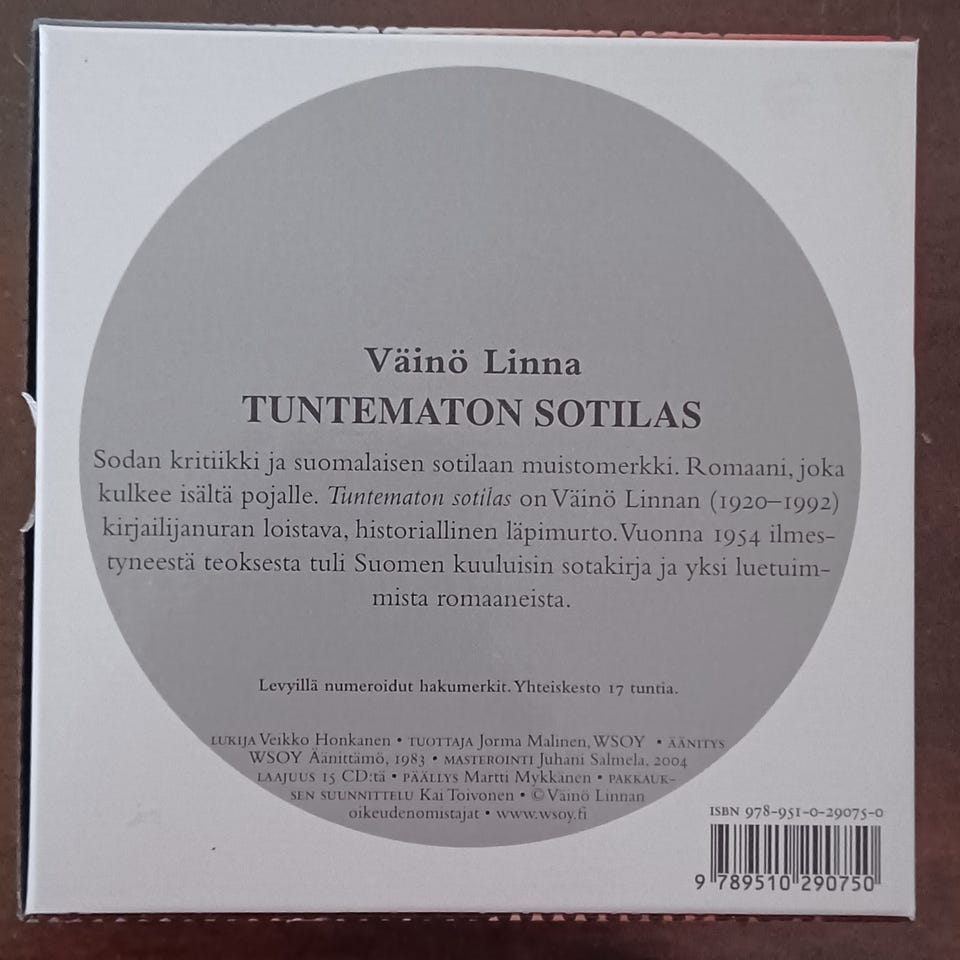 Väinö Linna
TUNTEMATON SOTILAS
Sodan kritiikki ja suomalaisen sotilaan muistomerkki. Romaani, joka
kulkee isältä pojalle. Tuntematon sotilas on Väinö Linnan (1920–1992)
kirjailijanuran loistava, historiallinen läpimurto. Vuonna 1954 ilmes-
tyneestä teoksesta tuli Suomen kuuluisin sotakirja ja yksi luetuim-
mista romaaneista.
Levyillä numeroidut hakumerkit. Yhteiskesto 17 tuntia.
LUKIJA Veikko Honkanen • TUOTTAJA Jorma Malinen, WSOY • ÄÄNITYS
WSOY Äänittämö, 1983 • MASTEROINTI Juhani Salmela, 2004
LAAJUUS 15 CD:tä • PÄÄLLYS Martti Mykkänen • PAKKAUK-
SEN SUUNNITTELU Kai Toivonen • © Väinö Linnan
oikeudenomistajat • www.wsoy.fi
ISBN 978-951-0-29075-0
9 789510 290750